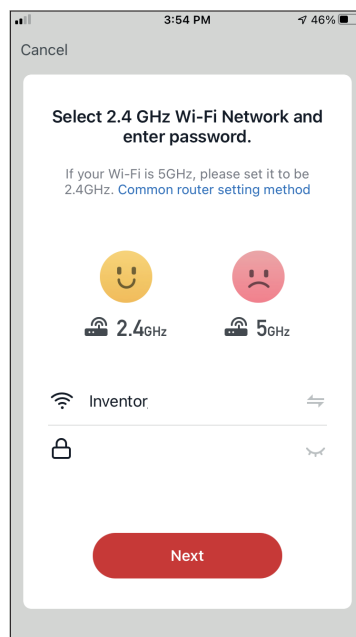 3:54 PM
46%
Cancel
Select 2.4 GHz Wi-Fi Network and
enter password.
If your Wi-Fi is 5GHz, please set it to be
2.4GHz. Common router setting method
2.4GHz
5GHz
Inventor
Next